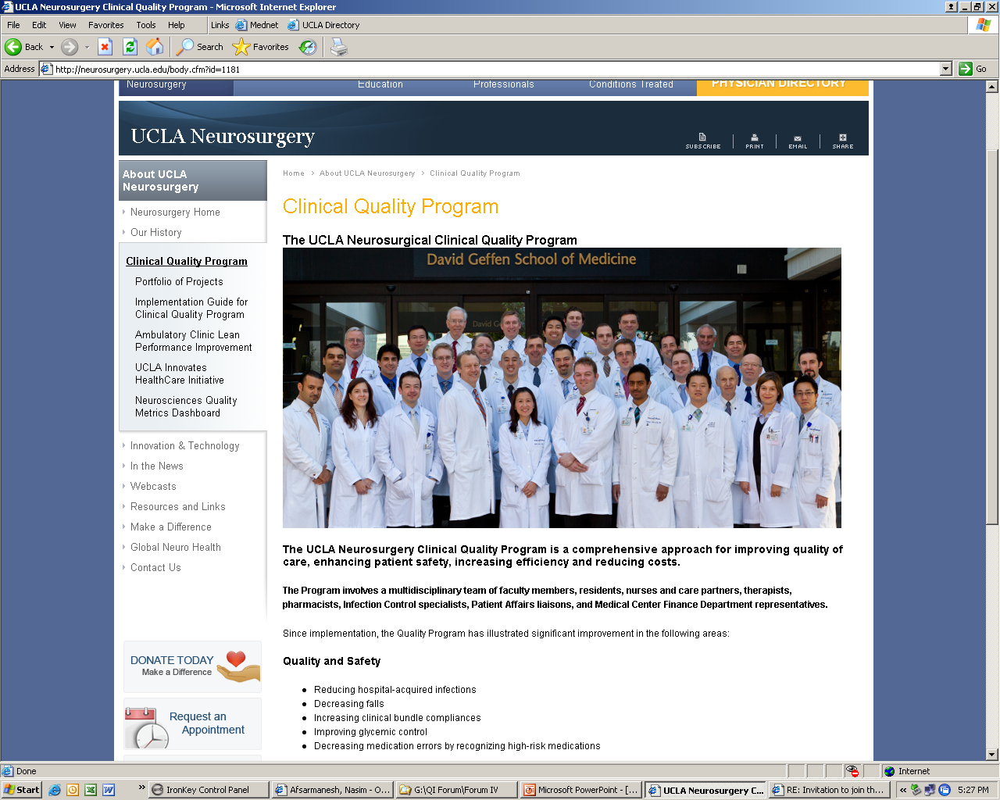 UCLA Neurosurgery Clinical Quality Program - Microsoft Internet Explorer
File Edit View Favorites Tools Help Links Mednet UCLA Directory
Back Search Favorites
Address http://neurosurgery.ucla.edu/body.cfm?id=1181 Go
Neurosurgery Education Professionals Conditions Treated PHYSICIAN DIRECTORY
UCLA Neurosurgery
SUBSCRIBE PRINT EMAIL SHARE
About UCLA
Neurosurgery
Neurosurgery Home
Our History
Clinical Quality Program
Portfolio of Projects
Implementation Guide for
Clinical Quality Program
Ambulatory Clinic Lean
Performance Improvement
UCLA Innovates
HealthCare Initiative
Neurosciences Quality
Metrics Dashboard
Innovation & Technology
In the News
Webcasts
Resources and Links
Make a Difference
Global Neuro Health
Contact Us
DONATE TODAY
Make a Difference
Request an
Appointment
Home > About UCLA Neurosurgery > Clinical Quality Program
Clinical Quality Program
The UCLA Neurosurgical Clinical Quality Program
David Geffen School of Medicine
David
The UCLA Neurosurgery Clinical Quality Program is a comprehensive approach for improving quality of
care, enhancing patient safety, increasing efficiency and reducing costs.
The Program involves a multidisciplinary team of faculty members, residents, nurses and care partners, therapists,
pharmacists, Infection Control specialists, Patient Affairs liaisons, and Medical Center Finance Department representatives.
Since implementation, the Quality Program has illustrated significant improvement in the following areas:
Quality and Safety
• Reducing hospital-acquired infections
• Decreasing falls
• Increasing clinical bundle compliances
• Improving glycemic control
• Decreasing medication errors by recognizing high-risk medications
Done Internet
Start » IronKey Control Panel Afsarmanesh, Nasim - O... G:\QI Forum\Forum IV Microsoft PowerPoint - [... UCLA Neurosurgery C... RE: Invitation to join th... « 5:27 PM